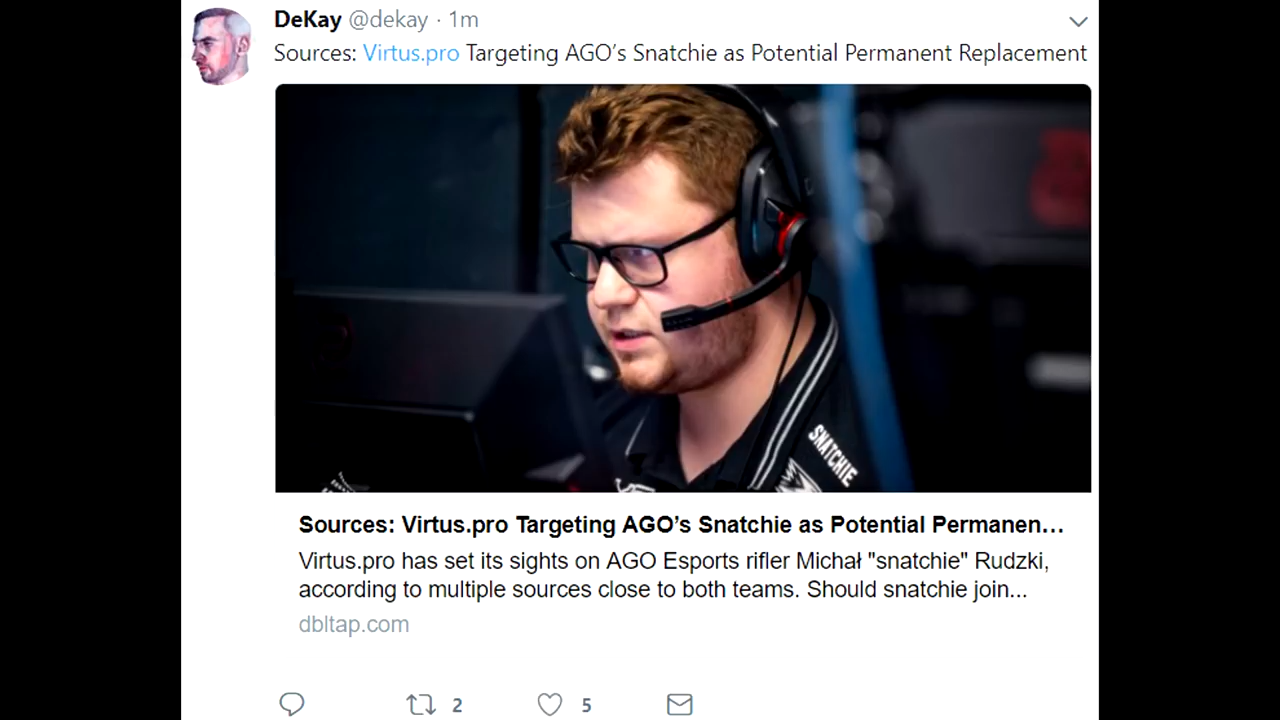 DeKay @dekay · 1m
Sources: Virtus.pro Targeting AGO’s Snatchie as Potential Permanent Replacement
SNATCHIE
Sources: Virtus.pro Targeting AGO’s Snatchie as Potential Permanen...
Virtus.pro has set its sights on AGO Esports rifler Michał "snatchie" Rudzki,
according to multiple sources close to both teams. Should snatchie join...
dbltap.com
2 5